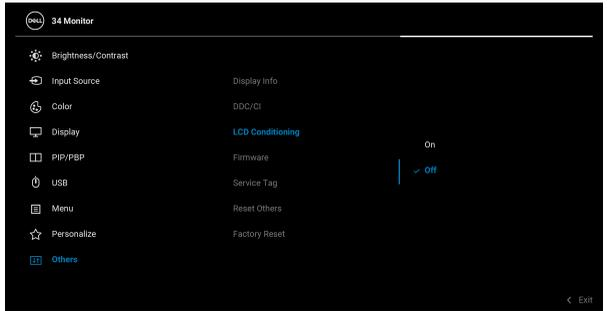 DELL 34 Monitor
Brightness/Contrast
Input Source
Color
Display
PIP/PBP
USB
Menu
Personalize
Others
Display Info
DDC/CI
LCD Conditioning
Firmware
Service Tag
Reset Others
Factory Reset
On
Off
Exit